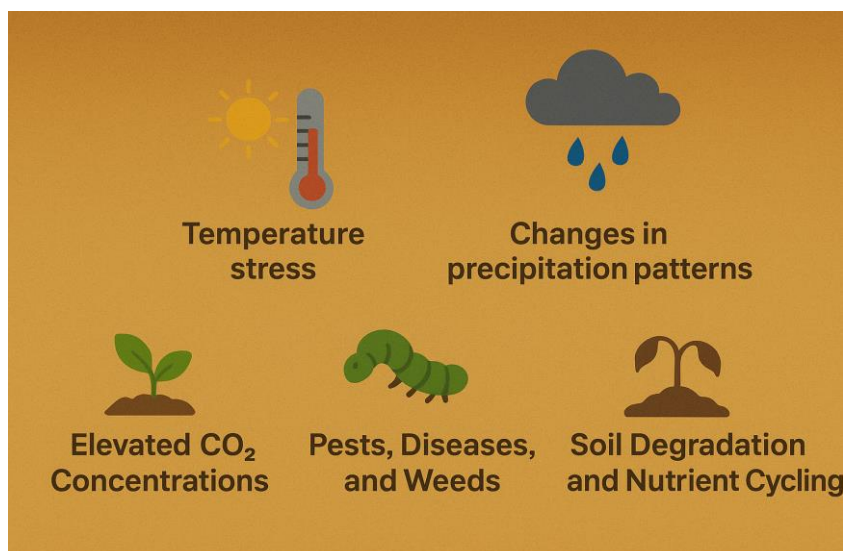 Temperature
stress
Changes in
precipitation patterns
Elevated CO₂
Concentrations
Pests, Diseases,
and Weeds
Soil Degradation
and Nutrient Cycling